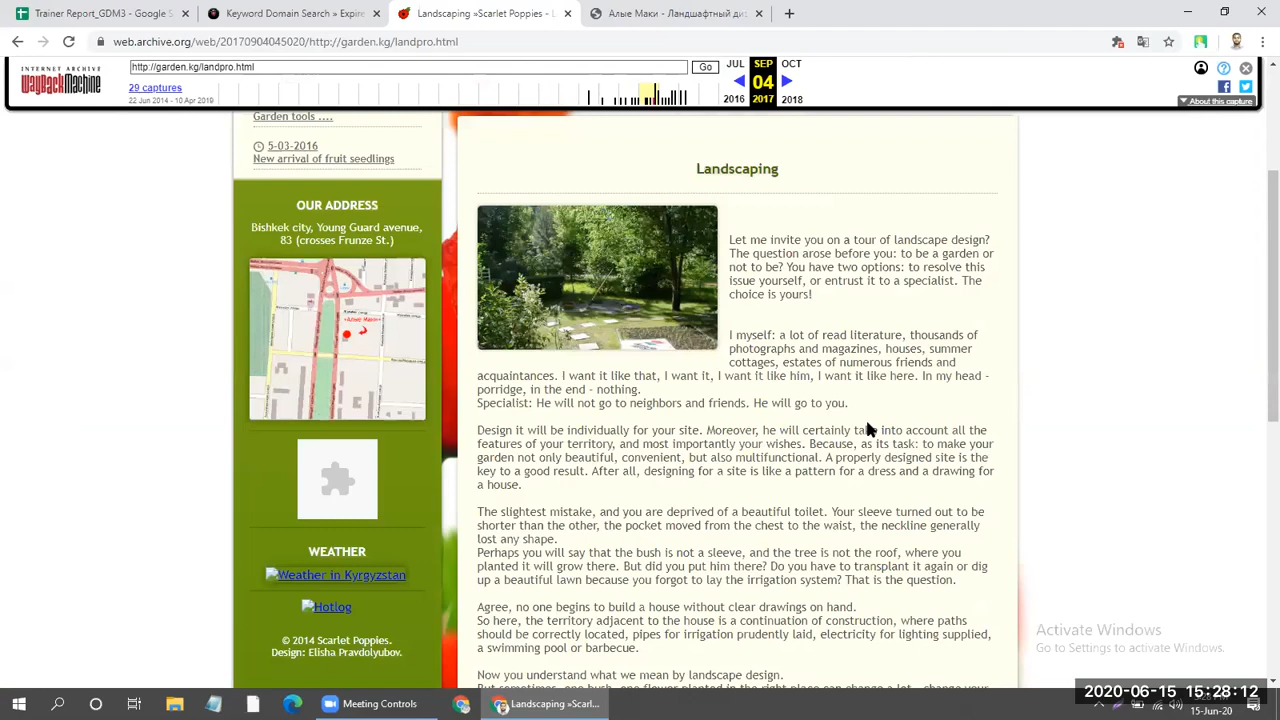 Trainer Report_GDM3 - Google S
Keyword Domain Search » Expire
Landscaping »Scarlet Poppies -
Алые Маки - Ландшафтный ди
web.archive.org/web/20170904045020/http://garden.kg/landpro.html
INTERNET ARCHIVE
WayBackMachine
http://garden.kg/landpro.html
Go
JUL
SEP
OCT
04
29 captures
22 Jun 2014 - 10 Apr 2019
2016
2017
2018
About this capture
Garden tools ....
5-03-2016
New arrival of fruit seedlings
OUR ADDRESS
Bishkek city, Young Guard avenue,
83 (crosses Frunze St.)
WEATHER
Weather in Kyrgyzstan
Hotlog
© 2014 Scarlet Poppies.
Design: Elisha Pravdolyubov.
Landscaping
Let me invite you on a tour of landscape design?
The question arose before you: to be a garden or
not to be? You have two options: to resolve this
issue yourself, or entrust it to a specialist. The
choice is yours!
I myself: a lot of read literature, thousands of
photographs and magazines, houses, summer
cottages, estates of numerous friends and
acquaintances. I want it like that, I want it, I want it like him, I want it like here. In my head -
porridge, in the end - nothing.
Specialist: He will not go to neighbors and friends. He will go to you.
Design it will be individually for your site. Moreover, he will certainly take into account all the
features of your territory, and most importantly your wishes. Because, as its task: to make your
garden not only beautiful, convenient, but also multifunctional. A properly designed site is the
key to a good result. After all, designing for a site is like a pattern for a dress and a drawing for
a house.
The slightest mistake, and you are deprived of a beautiful toilet. Your sleeve turned out to be
shorter than the other, the pocket moved from the chest to the waist, the neckline generally
lost any shape.
Perhaps you will say that the bush is not a sleeve, and the tree is not the roof, where you
planted it will grow there. But did you put him there? Do you have to transplant it again or dig
up a beautiful lawn because you forgot to lay the irrigation system? That is the question.
Agree, no one begins to build a house without clear drawings on hand.
So here, the territory adjacent to the house is a continuation of construction, where paths
should be correctly located, pipes for irrigation prudently laid, electricity for lighting supplied,
a swimming pool or barbecue.
Now you understand what we mean by landscape design.
But sometimes, one bush, one flower planted in the right place can change a lot - change your
Activate Windows
Go to Settings to activate Windows.
Meeting Controls
Landscaping »Scarl...
2020-06-15 15:28:12
15-Jun-20